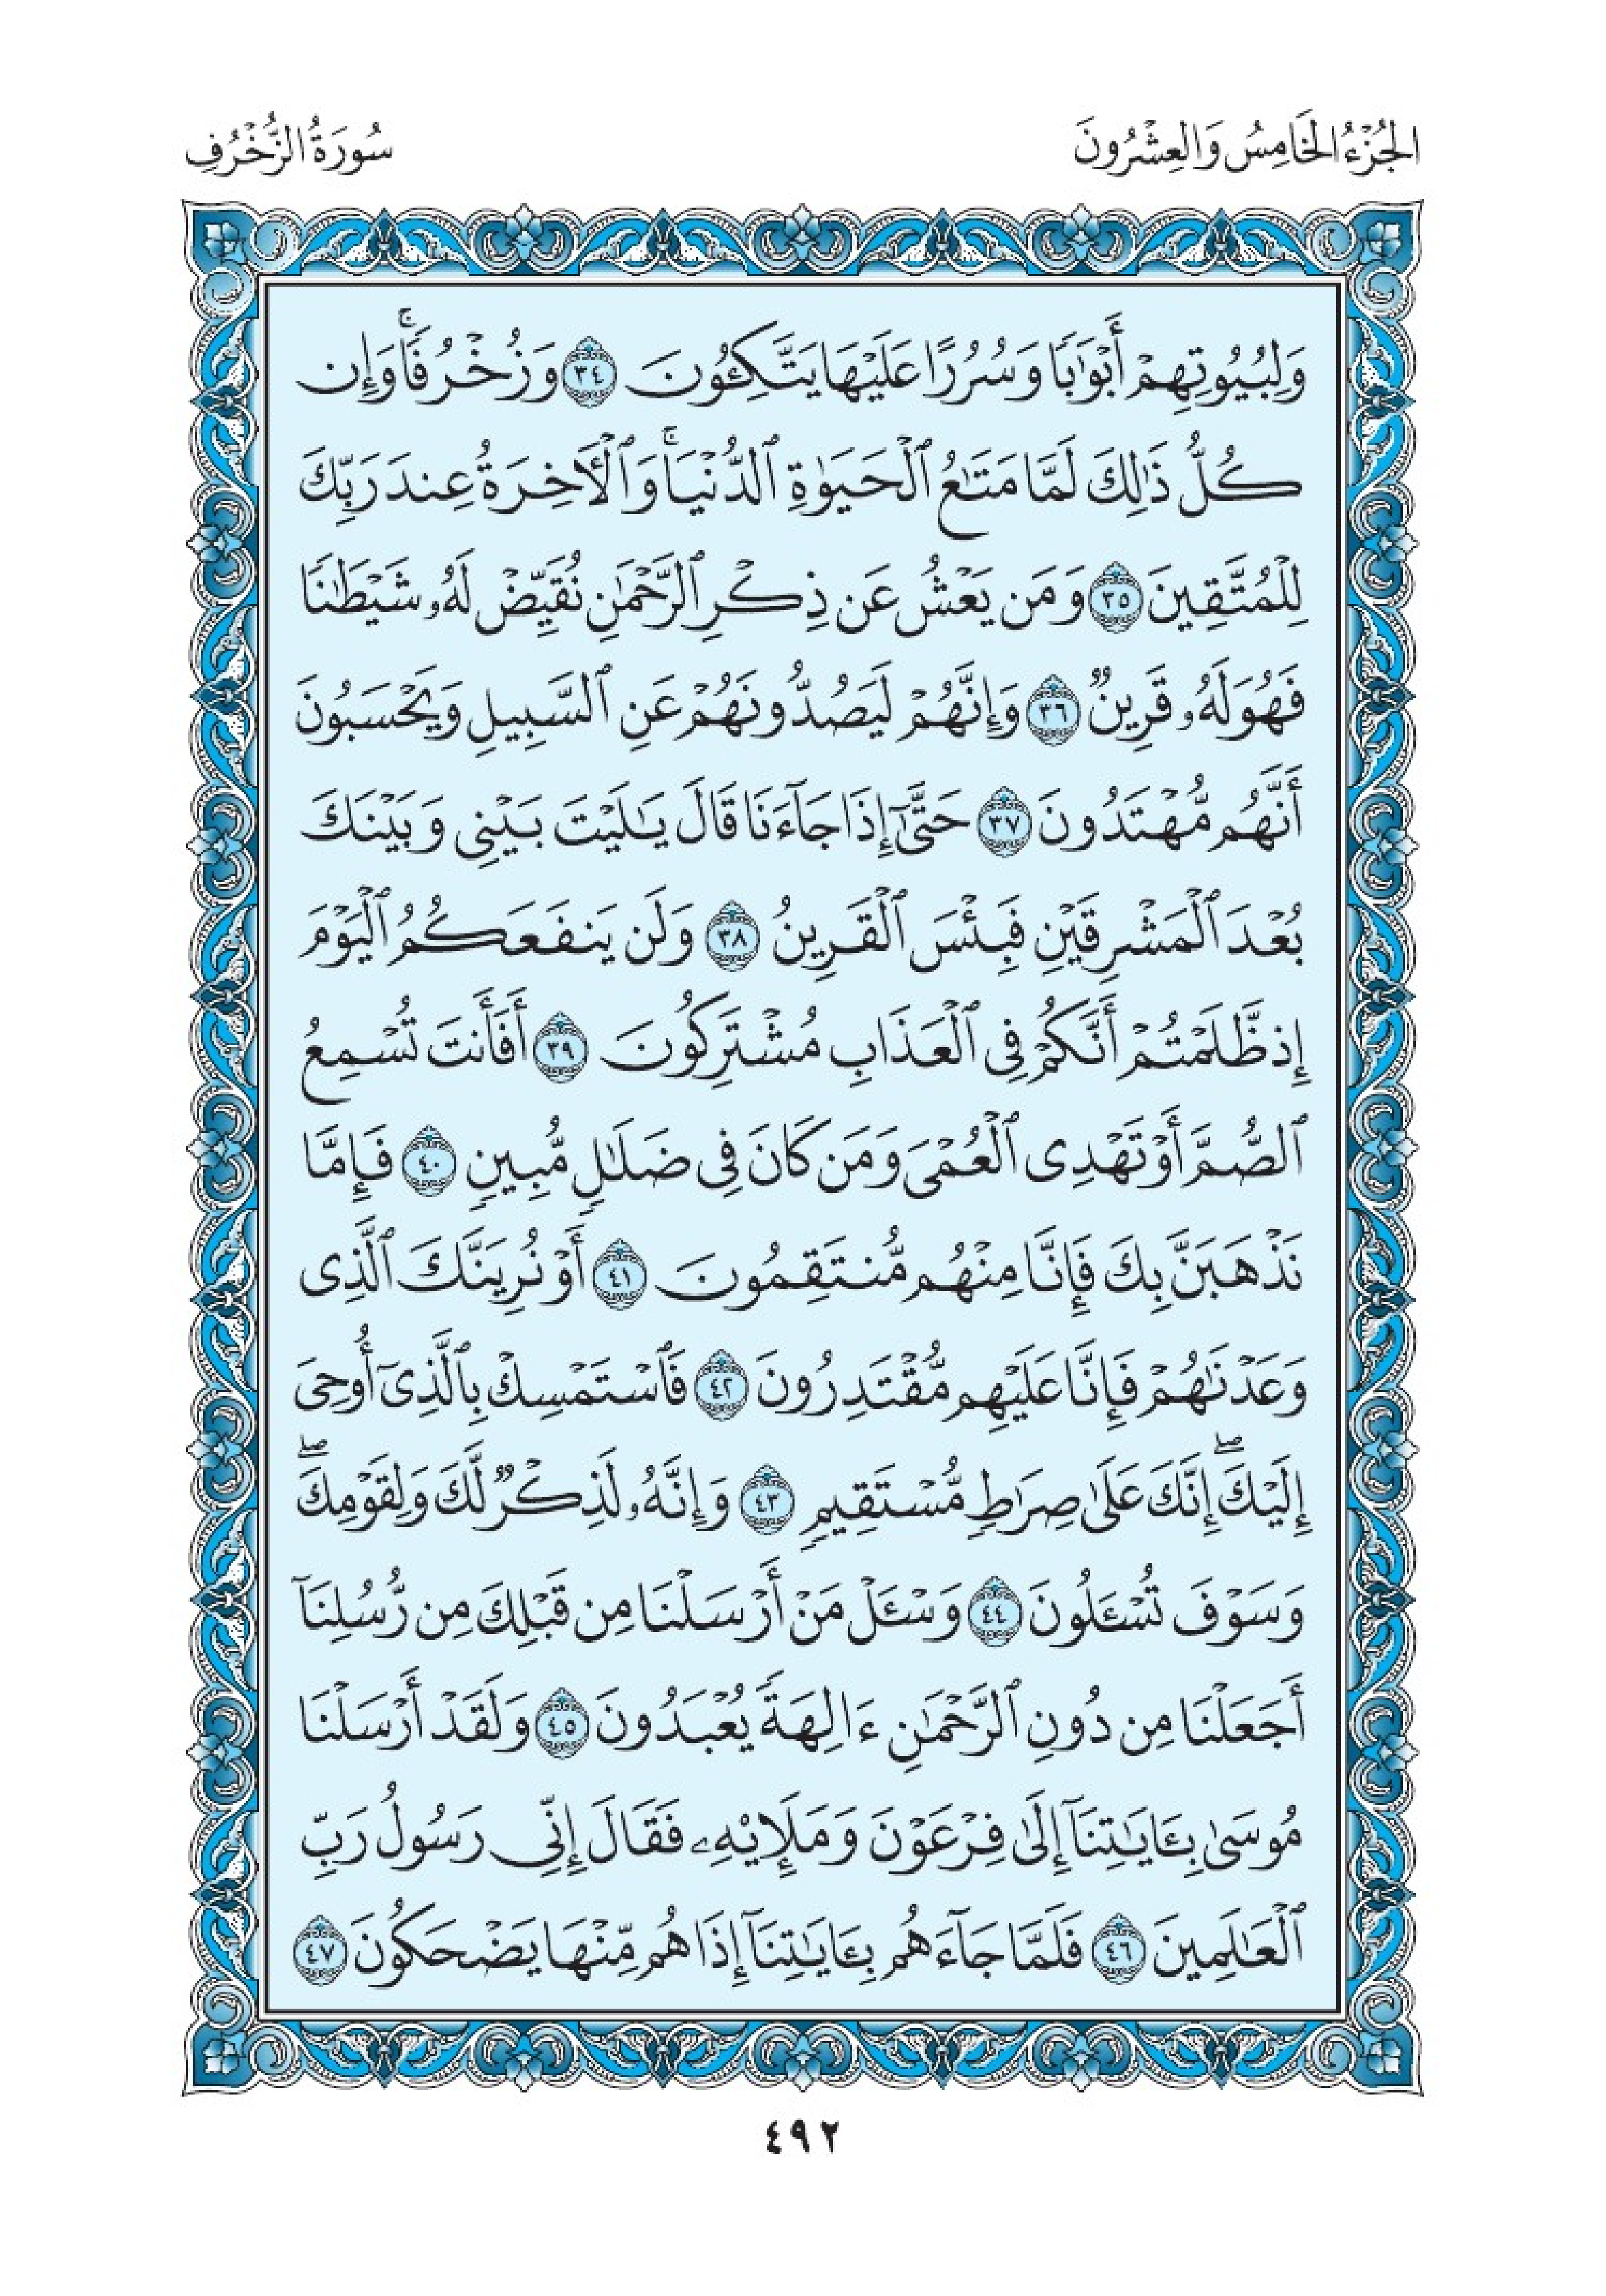 الجُزْءُ الخَامِسُ وَالعِشْرُونَ
سُورَةُ الزُّخْرُفِ
وَلِبُيُوتِهِمْ أَبْوَٰبًا وَسُرُرًا عَلَيْهَا يَتَّكِـُٔونَ ٣٤ وَزُخْرُفًا ۚ وَإِن
كُلُّ ذَٰلِكَ لَمَّا مَتَـٰعُ ٱلْحَيَوٰةِ ٱلدُّنْيَا ۚ وَٱلْـَٔاخِرَةُ عِندَ رَبِّكَ
لِلْمُتَّقِينَ ٣٥ وَمَن يَعْشُ عَن ذِكْرِ ٱلرَّحْمَـٰنِ نُقَيِّضْ لَهُۥ شَيْطَـٰنًا
فَهُوَ لَهُۥ قَرِينٌ ٣٦ وَإِنَّهُمْ لَيَصُدُّونَهُمْ عَنِ ٱلسَّبِيلِ وَيَحْسَبُونَ
أَنَّهُم مُّهْتَدُونَ ٣٧ حَتَّىٰٓ إِذَا جَآءَنَا قَالَ يَـٰلَيْتَ بَيْنِى وَبَيْنَكَ
بُعْدَ ٱلْمَشْرِقَيْنِ فَبِئْسَ ٱلْقَرِينُ ٣٨ وَلَن يَنفَعَكُمُ ٱلْيَوْمَ
إِذ ظَّلَمْتُمْ أَنَّكُمْ فِى ٱلْعَذَابِ مُشْتَرِكُونَ ٣٩ أَفَأَنتَ تُسْمِعُ
ٱلصُّمَّ أَوْ تَهْدِى ٱلْعُمْىَ وَمَن كَانَ فِى ضَلَـٰلٍ مُّبِينٍ ٤٠ فَإِمَّا
نَذْهَبَنَّ بِكَ فَإِنَّا مِنْهُم مُّنتَقِمُونَ ٤١ أَوْ نُرِيَنَّكَ ٱلَّذِى
وَعَدْنَـٰهُمْ فَإِنَّا عَلَيْهِم مُّقْتَدِرُونَ ٤٢ فَٱسْتَمْسِكْ بِٱلَّذِىٓ أُوحِىَ
إِلَيْكَ ۖ إِنَّكَ عَلَىٰ صِرَٰطٍ مُّسْتَقِيمٍ ٤٣ وَإِنَّهُۥ لَذِكْرٌ لَّكَ وَلِقَوْمِكَ ۖ
وَسَوْفَ تُسْـَٔلُونَ ٤٤ وَسْـَٔلْ مَنْ أَرْسَلْنَا مِن قَبْلِكَ مِن رُّسُلِنَآ
أَجَعَلْنَا مِن دُونِ ٱلرَّحْمَـٰنِ ءَالِهَةً يُعْبَدُونَ ٤٥ وَلَقَدْ أَرْسَلْنَا
مُوسَىٰ بِـَٔايَـٰتِنَآ إِلَىٰ فِرْعَوْنَ وَمَلَإِي۟هِۦ فَقَالَ إِنِّى رَسُولُ رَبِّ
ٱلْعَـٰلَمِينَ ٤٦ فَلَمَّا جَآءَهُم بِـَٔايَـٰتِنَآ إِذَا هُم مِّنْهَا يَضْحَكُونَ ٤٧
٤٩٢